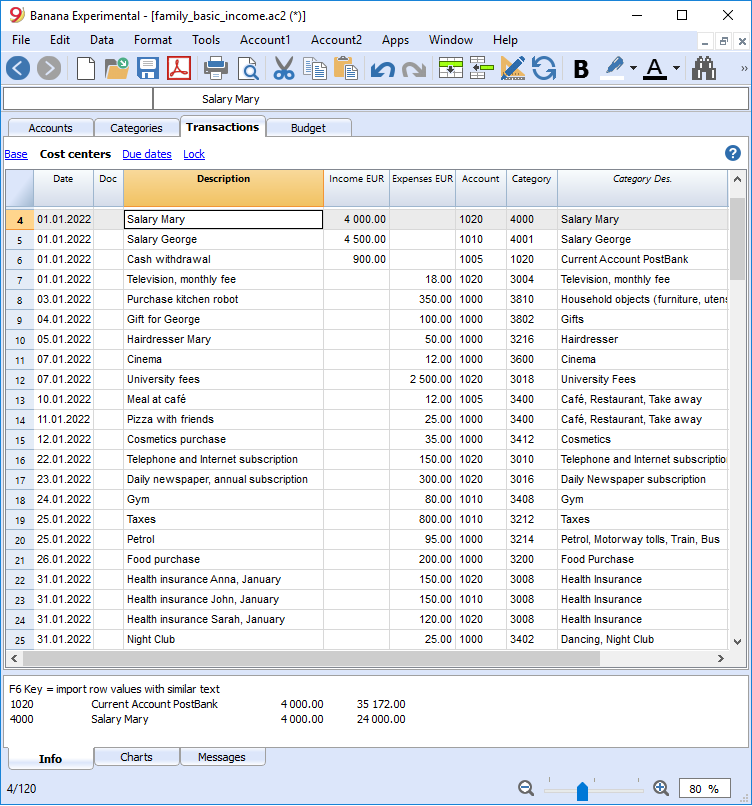 Banana Experimental - [family_basic_income.ac2 (*)]
File Edit Data Format Tools Account1 Account2 Apps Window Help
B A »
Salary Mary
Accounts Categories Transactions Budget
Base Cost centers Due dates Lock ?
Date Doc Description Income EUR Expenses EUR Account Category Category Des.
4 01.01.2022 Salary Mary 4 000.00 1020 4000 Salary Mary
5 01.01.2022 Salary George 4 500.00 1010 4001 Salary George
6 01.01.2022 Cash withdrawal 900.00 1005 1020 Current Account PostBank
7 01.01.2022 Television, monthly fee 18.00 1020 3004 Television, monthly fee
8 03.01.2022 Purchase kitchen robot 350.00 1000 3810 Household objects (furniture, utens
9 04.01.2022 Gift for George 100.00 1000 3802 Gifts
10 05.01.2022 Hairdresser Mary 50.00 1000 3216 Hairdresser
11 07.01.2022 Cinema 12.00 1000 3600 Cinema
12 07.01.2022 University fees 2 500.00 1020 3018 University Fees
13 10.01.2022 Meal at café 12.00 1005 3400 Café, Restaurant, Take away
14 11.01.2022 Pizza with friends 25.00 1000 3400 Café, Restaurant, Take away
15 12.01.2022 Cosmetics purchase 35.00 1000 3412 Cosmetics
16 22.01.2022 Telephone and Internet subscription 150.00 1020 3010 Telephone and Internet subscription
17 23.01.2022 Daily newspaper, annual subscription 300.00 1020 3016 Daily Newspaper subscription
18 24.01.2022 Gym 80.00 1010 3408 Gym
19 25.01.2022 Taxes 800.00 1010 3212 Taxes
20 25.01.2022 Petrol 95.00 1000 3214 Petrol, Motorway tolls, Train, Bus
21 26.01.2022 Food purchase 200.00 1000 3200 Food Purchase
22 31.01.2022 Health insurance Anna, January 150.00 1020 3008 Health Insurance
23 31.01.2022 Health insurance John, January 150.00 1010 3008 Health Insurance
24 31.01.2022 Health insurance Sarah, January 120.00 1020 3008 Health Insurance
25 31.01.2022 Night Club 25.00 1000 3402 Dancing, Night Club
F6 Key = import row values with similar text
1020 Current Account PostBank 4 000.00 35 172.00
4000 Salary Mary 4 000.00 24 000.00
Info Charts Messages
4/120 80 %